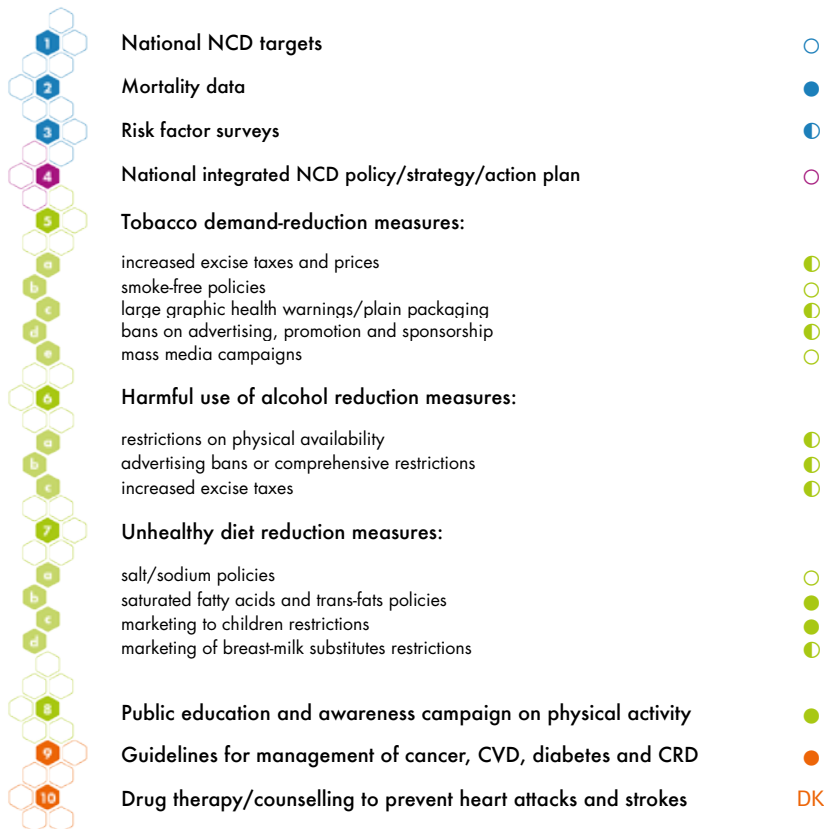 1 National NCD targets
2 Mortality data
3 Risk factor surveys
4 National integrated NCD policy/strategy/action plan
5 Tobacco demand-reduction measures:
a increased excise taxes and prices
b smoke-free policies
c large graphic health warnings/plain packaging
d bans on advertising, promotion and sponsorship
e mass media campaigns
6 Harmful use of alcohol reduction measures:
a restrictions on physical availability
b advertising bans or comprehensive restrictions
c increased excise taxes
7 Unhealthy diet reduction measures:
a salt/sodium policies
b saturated fatty acids and trans-fats policies
c marketing to children restrictions
d marketing of breast-milk substitutes restrictions
8 Public education and awareness campaign on physical activity
9 Guidelines for management of cancer, CVD, diabetes and CRD
10 Drug therapy/counselling to prevent heart attacks and strokes DK